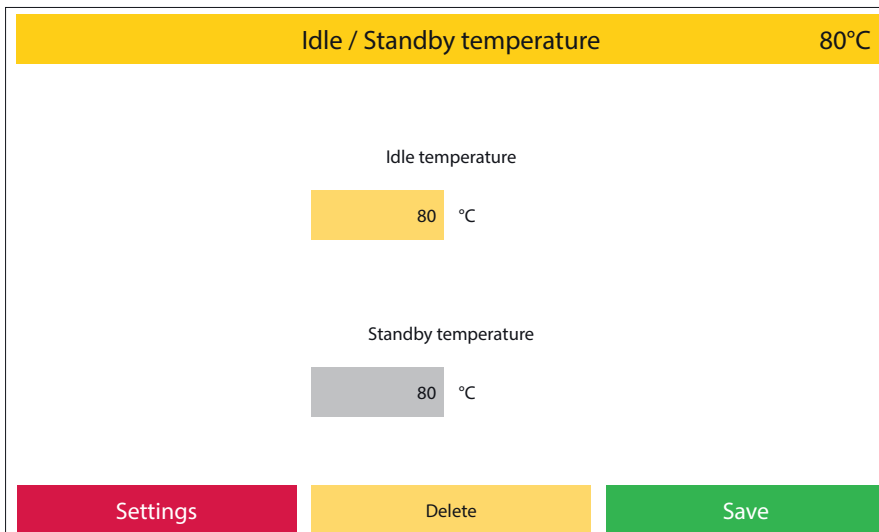 Idle / Standby temperature 80°C
Idle temperature
80 °C
Standby temperature
80 °C
Settings Delete Save